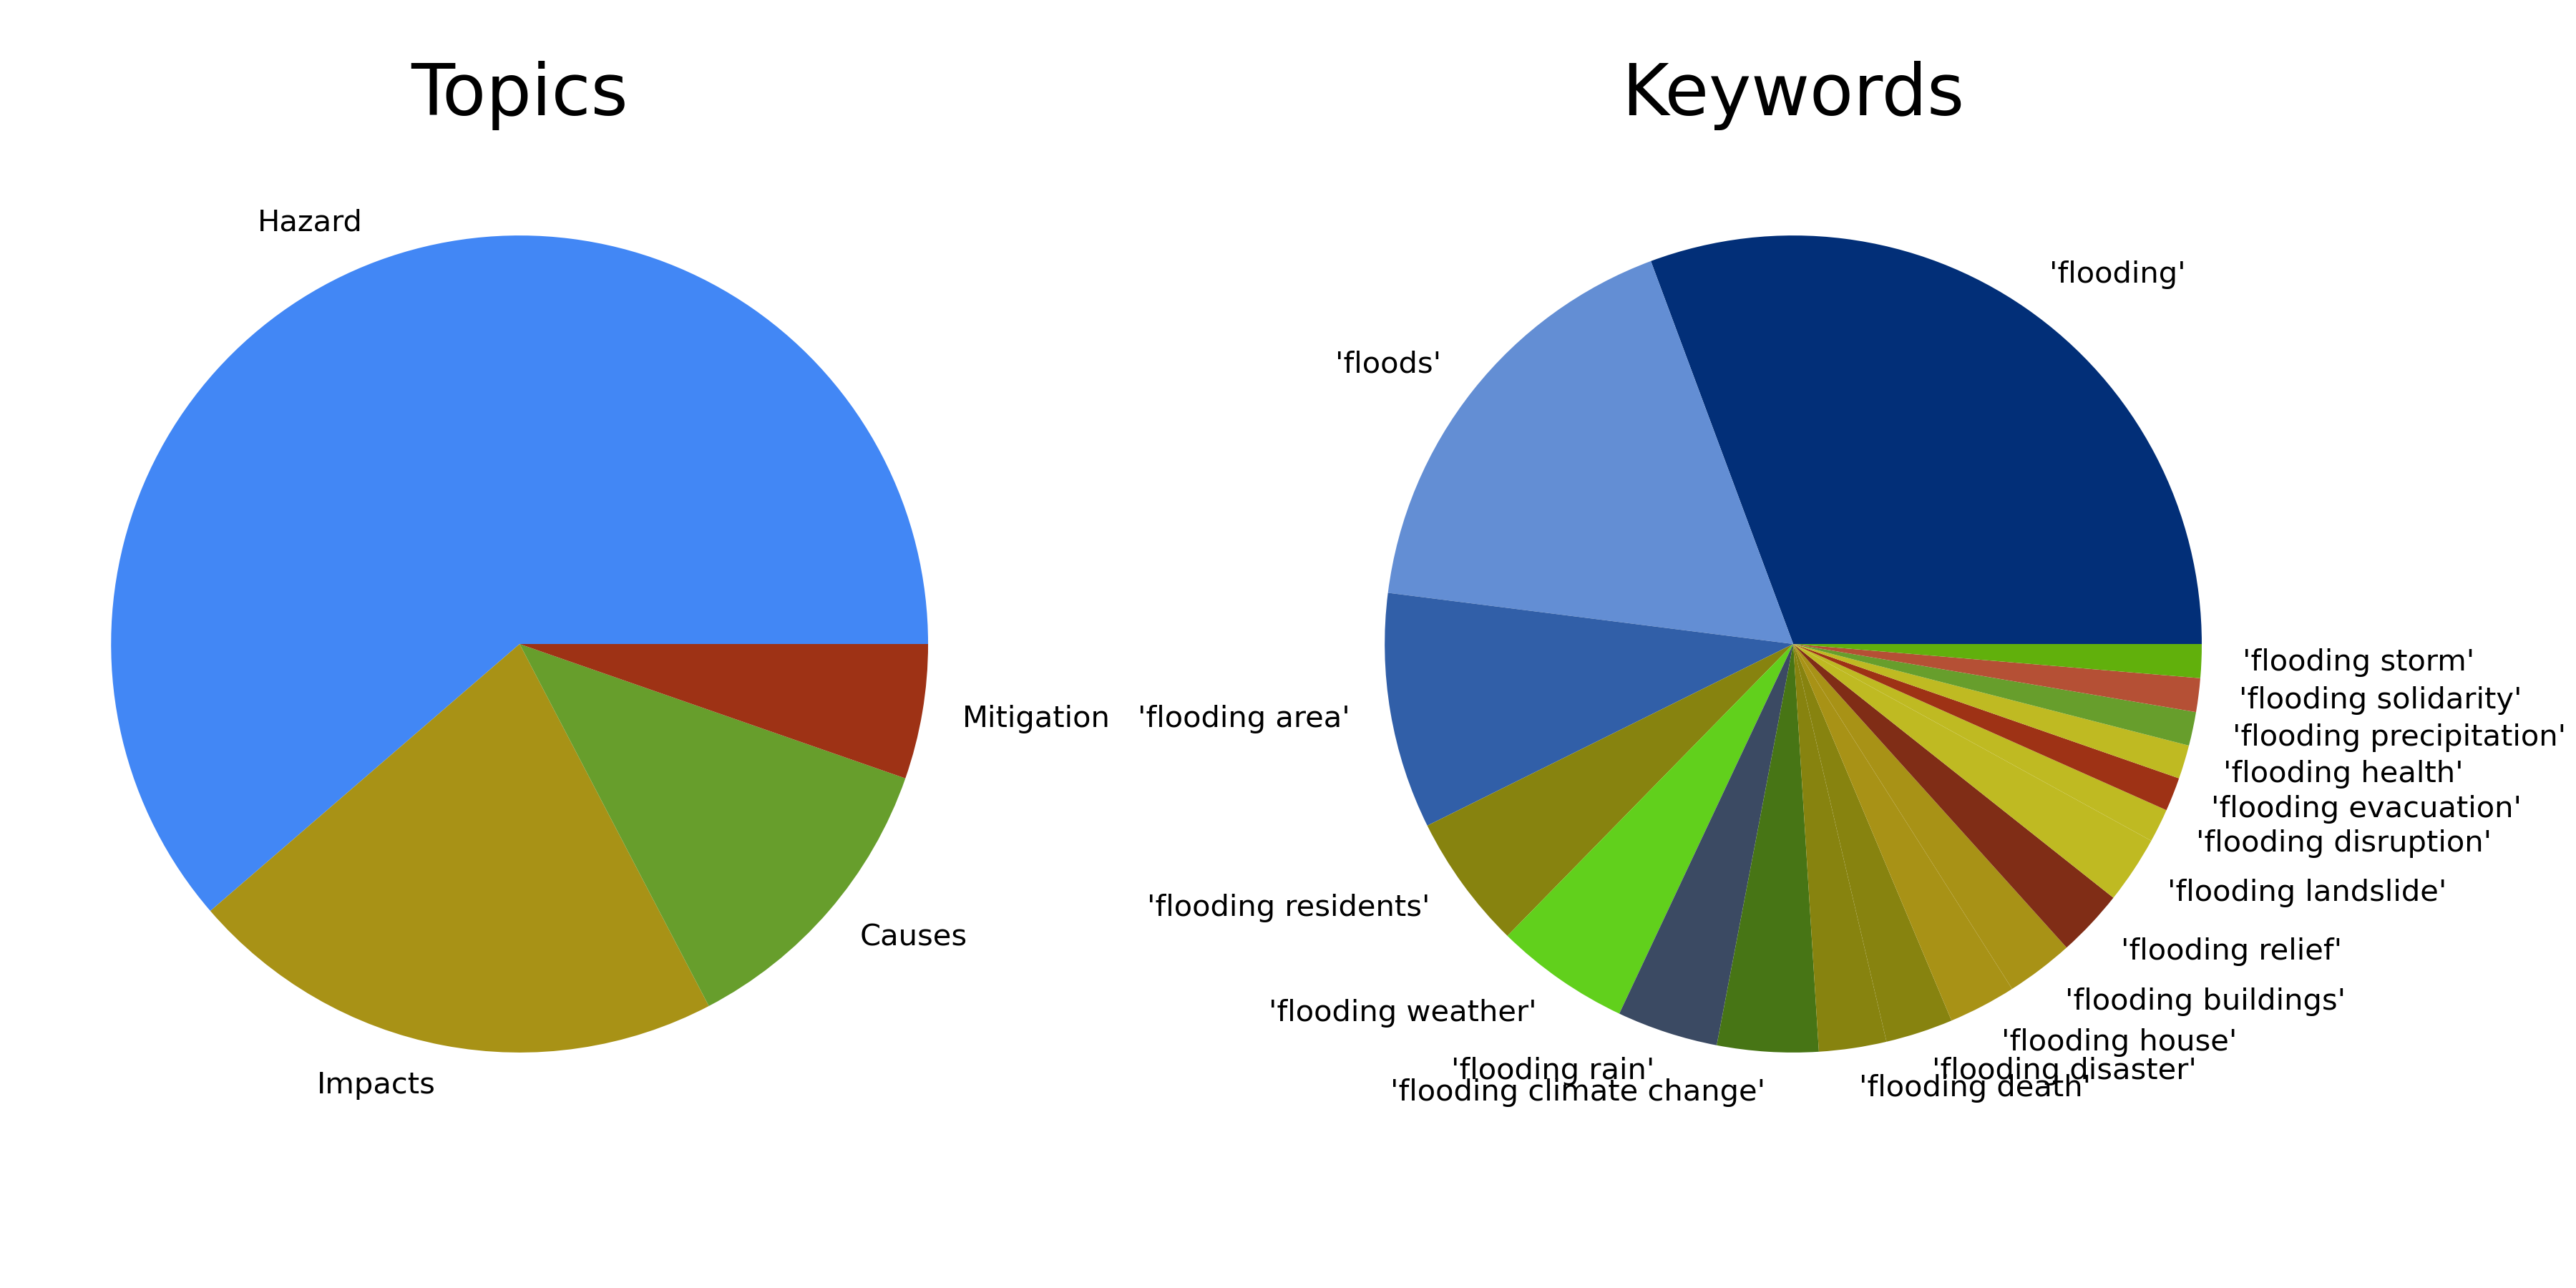 Topics
Hazard
Mitigation
Causes
Impacts
Keywords
'flooding'
'floods'
'flooding area'
'flooding residents'
'flooding weather'
'flooding rain'
'flooding climate change'
'flooding death'
'flooding disaster'
'flooding house'
'flooding buildings'
'flooding relief'
'flooding landslide'
'flooding disruption'
'flooding evacuation'
'flooding health'
'flooding precipitation'
'flooding solidarity'
'flooding storm'